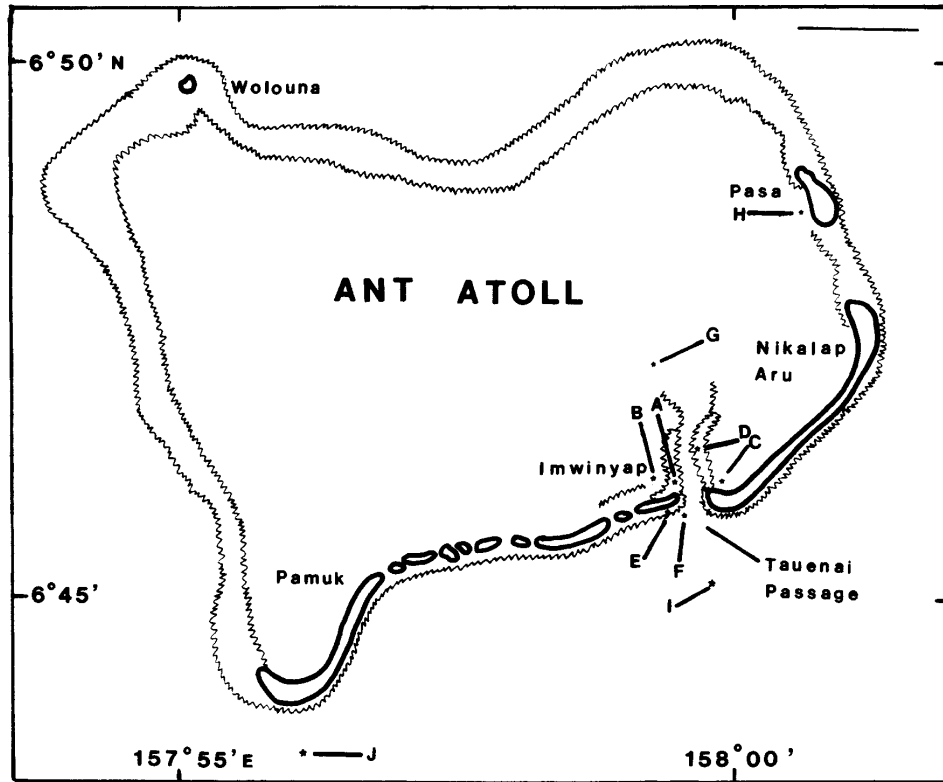 6°50'N
Wolouna
Pasa
H
ANT ATOLL
G
Nikalap
Aru
B A
D C
Imwinyap
E F
Tauenai
Passage
Pamuk
I
6°45'
157°55'E
J
158°00'